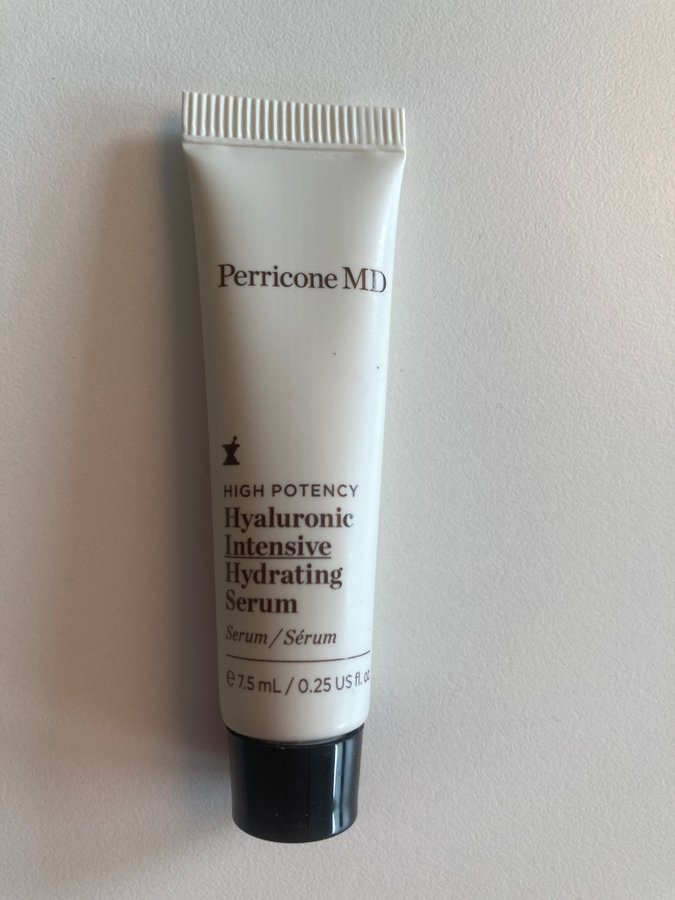 Perricone MD
HIGH POTENCY
Hyaluronic
Intensive
Hydrating
Serum
Serum / Sérum
℮ 7.5 mL / 0.25 US fl. oz.